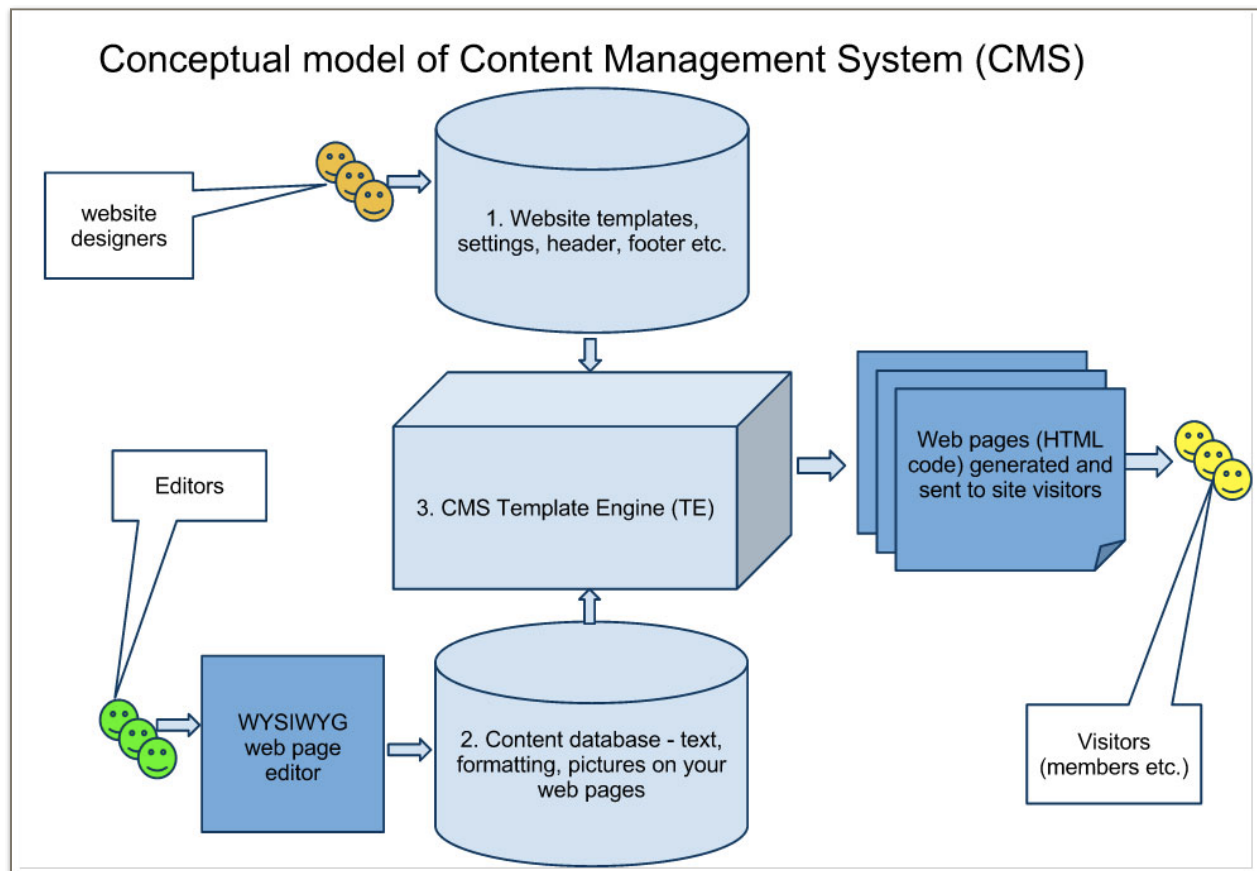 Conceptual model of Content Management System (CMS)
website
designers
1. Website templates,
settings, header, footer etc.
Editors
3. CMS Template Engine (TE)
Web pages (HTML
code) generated and
sent to site visitors
WYSIWYG
web page
editor
2. Content database - text,
formatting, pictures on your
web pages
Visitors
(members etc.)